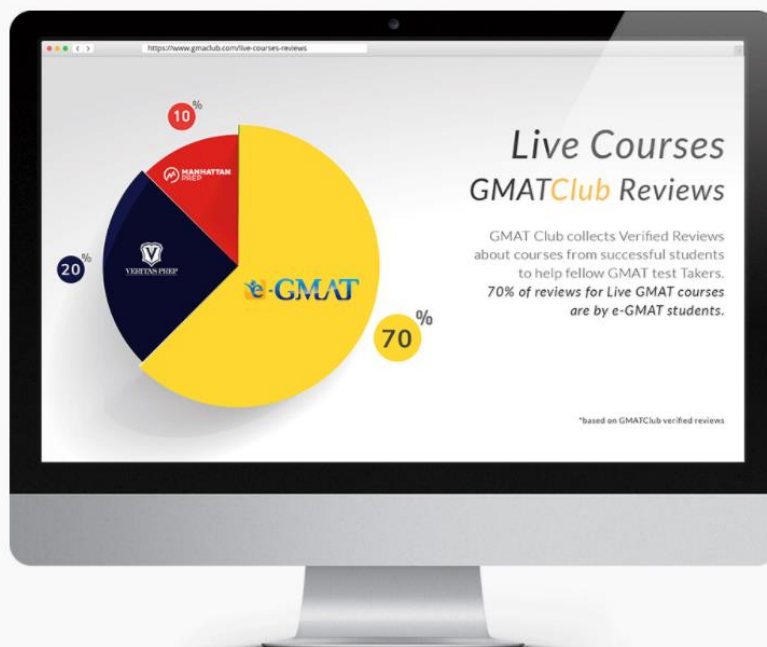 https://www.gmaclub.com/live-courses-reviews
10%
MANHATTAN
PREP
20%
VERITAS PREP
e-GMAT
70%
Live Courses
GMATClub Reviews
GMAT Club collects Verified Reviews
about courses from successful students
to help fellow GMAT test Takers.
70% of reviews for Live GMAT courses
are by e-GMAT students.
*based on GMATClub verified reviews